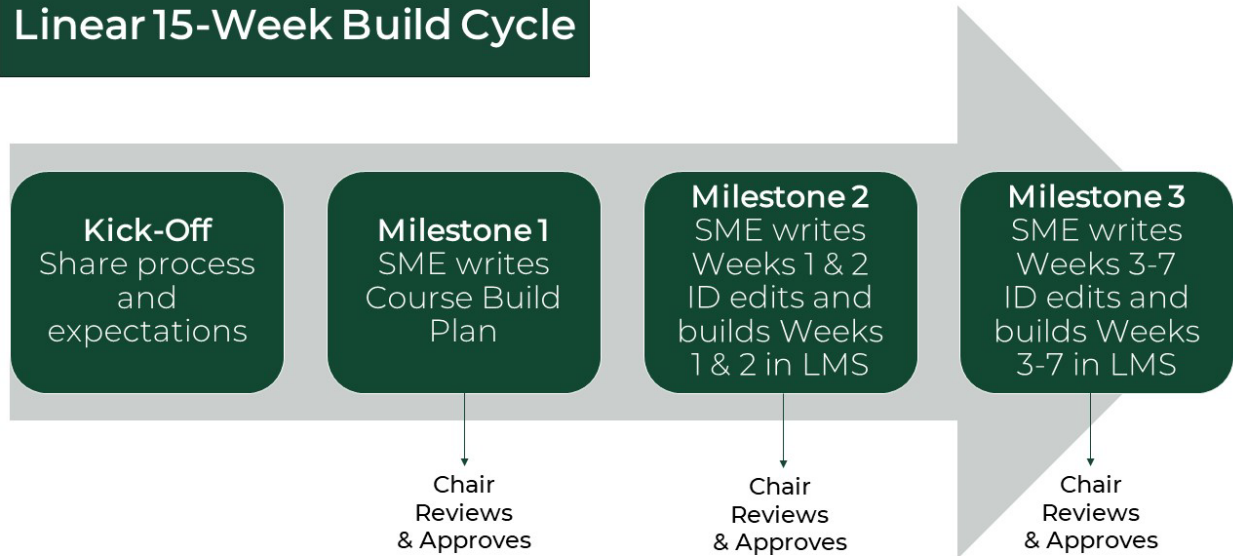 Linear 15-Week Build Cycle
Kick-Off
Share process
and
expectations
Milestone 1
SME writes
Course Build
Plan
Milestone 2
SME writes
Weeks 1 & 2
ID edits and
builds Weeks
1 & 2 in LMS
Milestone 3
SME writes
Weeks 3-7
ID edits and
builds Weeks
3-7 in LMS
Chair
Reviews
& Approves
Chair
Reviews
& Approves
Chair
Reviews
& Approves